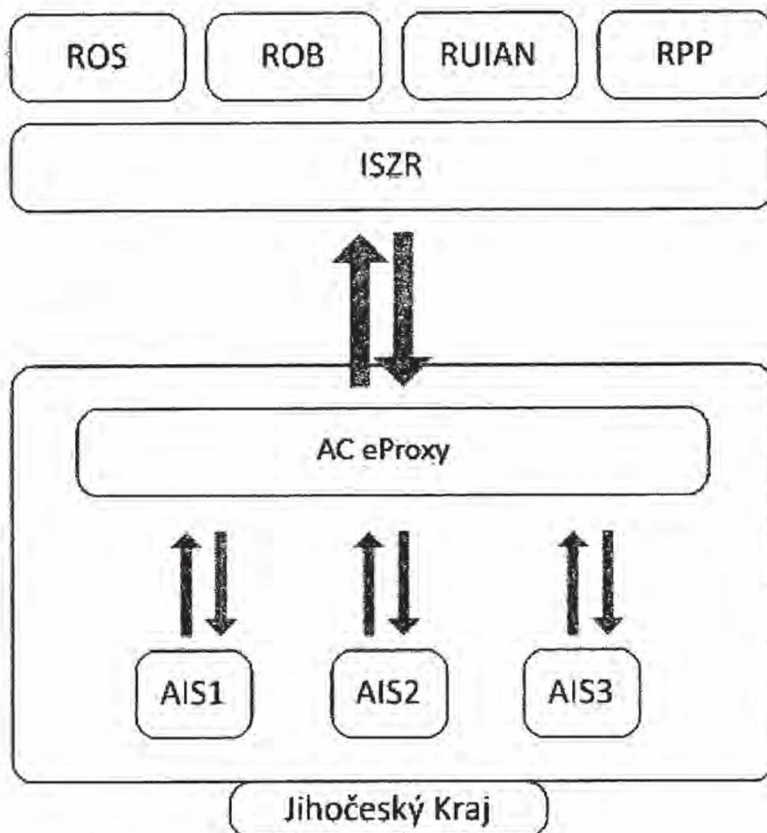 ROS ROB RUIAN RPP
ISZR
AC eProxy
AIS1 AIS2 AIS3
Jihočeský Kraj